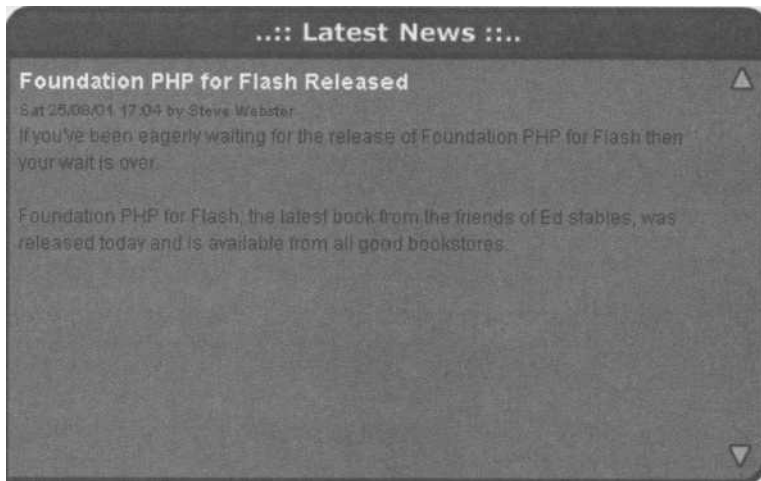 ..:: Latest News ::..
Foundation PHP for Flash Released
Sat 25/08/01 17:04 by Steve Webster
If you've been eagerly waiting for the release of Foundation PHP for Flash then
your wait is over.
Foundation PHP for Flash, the latest book from the friends of Ed stables, was
released today and is available from all good bookstores.